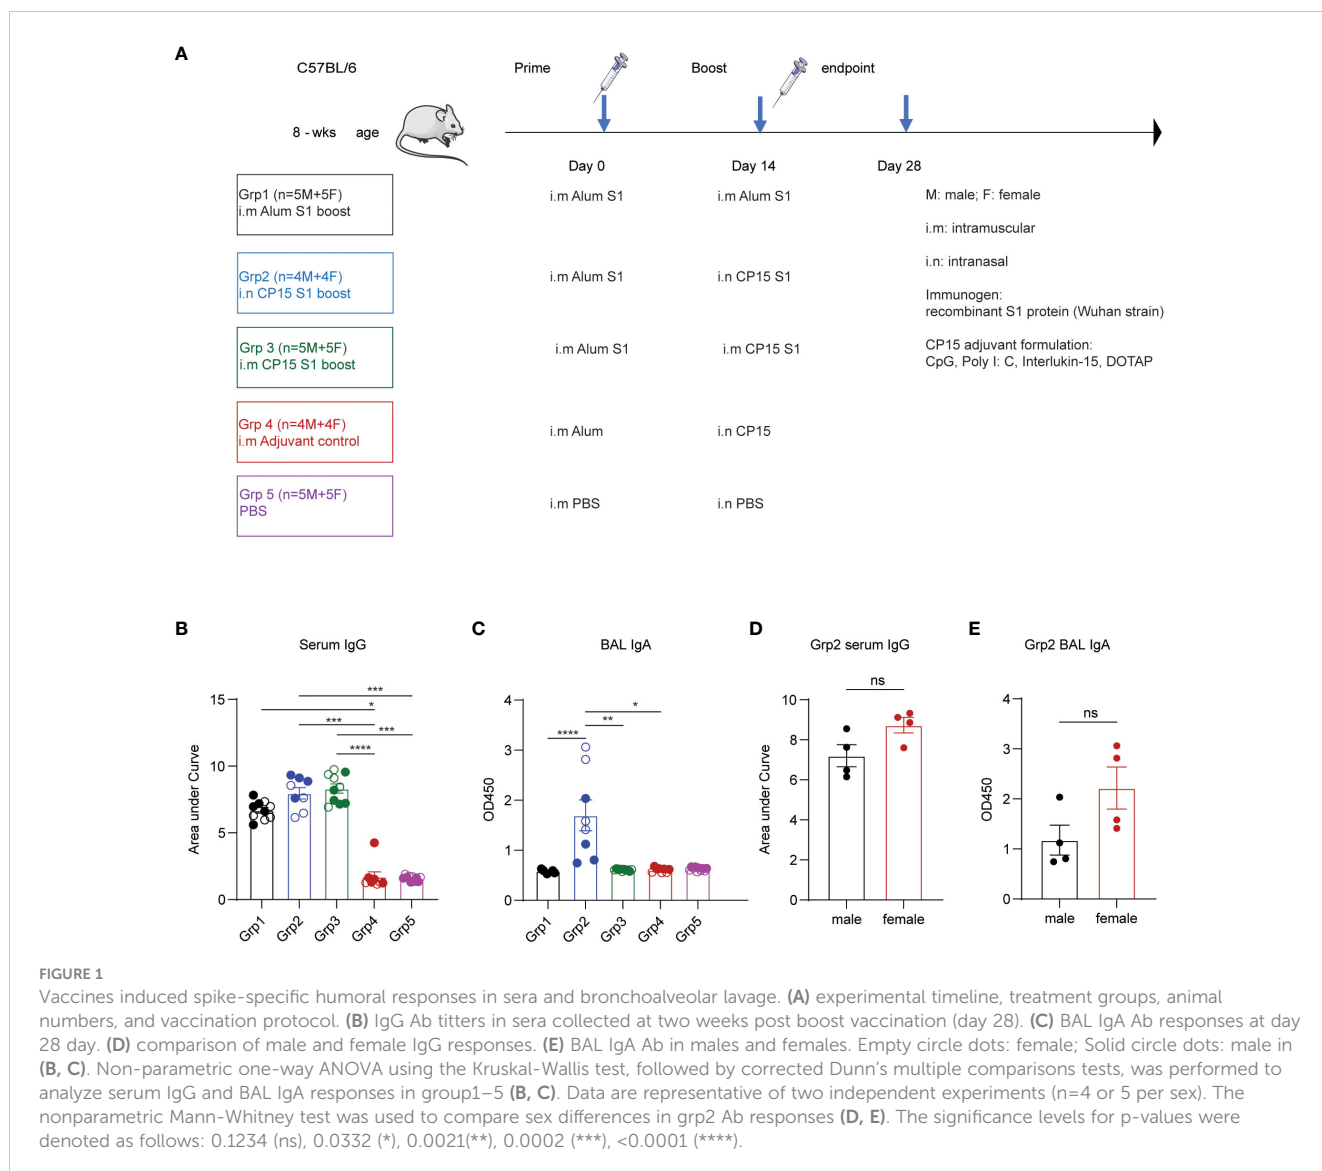 A
C57BL/6
Prime
Boost
endpoint
8 - wks age
Day 0
Day 14
Day 28
Grp1 (n=5M+5F)
i.m Alum S1 boost
i.m Alum S1
i.m Alum S1
Grp2 (n=4M+4F)
i.n CP15 S1 boost
i.m Alum S1
i.n CP15 S1
Grp 3 (n=5M+5F)
i.m CP15 S1 boost
i.m Alum S1
i.m CP15 S1
Grp 4 (n=4M+4F)
i.m Adjuvant control
i.m Alum
i.n CP15
Grp 5 (n=5M+5F)
PBS
i.m PBS
i.n PBS
M: male; F: female
i.m: intramuscular
i.n: intranasal
Immunogen:
recombinant S1 protein (Wuhan strain)
CP15 adjuvant formulation:
CpG, Poly I: C, Interlukin-15, DOTAP
B
Serum IgG
Area under Curve
15
10
5
0
***
*
***
***
****
Grp1
Grp2
Grp3
Grp4
Grp5
C
BAL IgA
OD450
4
3
2
1
0
*
**
****
Grp1
Grp2
Grp3
Grp4
Grp5
D
Grp2 serum IgG
Area under Curve
10
8
6
4
2
0
ns
male
female
E
Grp2 BAL IgA
OD450
4
3
2
1
0
ns
male
female
FIGURE 1
Vaccines induced spike-specific humoral responses in sera and bronchoalveolar lavage. (A) experimental timeline, treatment groups, animal
numbers, and vaccination protocol. (B) IgG Ab titters in sera collected at two weeks post boost vaccination (day 28). (C) BAL IgA Ab responses at day
28 day. (D) comparison of male and female IgG responses. (E) BAL IgA Ab in males and females. Empty circle dots: female; Solid circle dots: male in
(B, C). Non-parametric one-way ANOVA using the Kruskal-Wallis test, followed by corrected Dunn's multiple comparisons tests, was performed to
analyze serum IgG and BAL IgA responses in group1–5 (B, C). Data are representative of two independent experiments (n=4 or 5 per sex). The
nonparametric Mann-Whitney test was used to compare sex differences in grp2 Ab responses (D, E). The significance levels for p-values were
denoted as follows: 0.1234 (ns), 0.0332 (*), 0.0021(**), 0.0002 (***), <0.0001 (****).